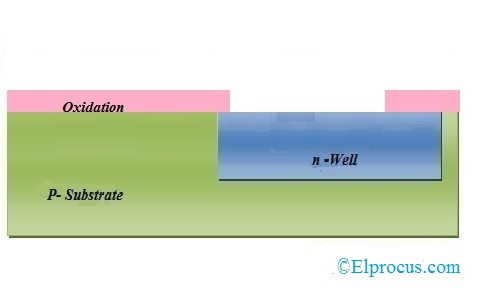 Oxidation
n -Well
P- Substrate
©Elprocus.com